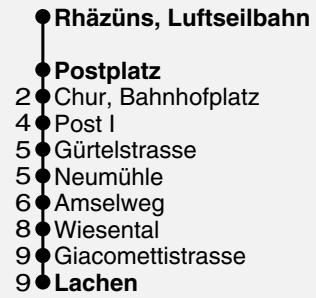 Rhäzüns, Luftseilbahn
Postplatz
2 Chur, Bahnhofplatz
4 Post I
5 Gürtelstrasse
5 Neumühle
6 Amselweg
8 Wiesental
9 Giacomettistrasse
9 Lachen